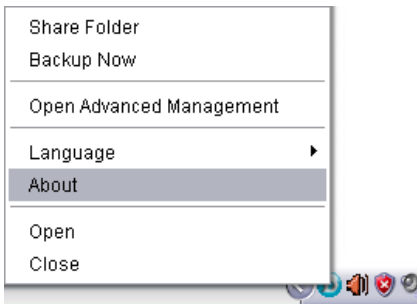 Share Folder
Backup Now
Open Advanced Management
Language
About
Open
Close